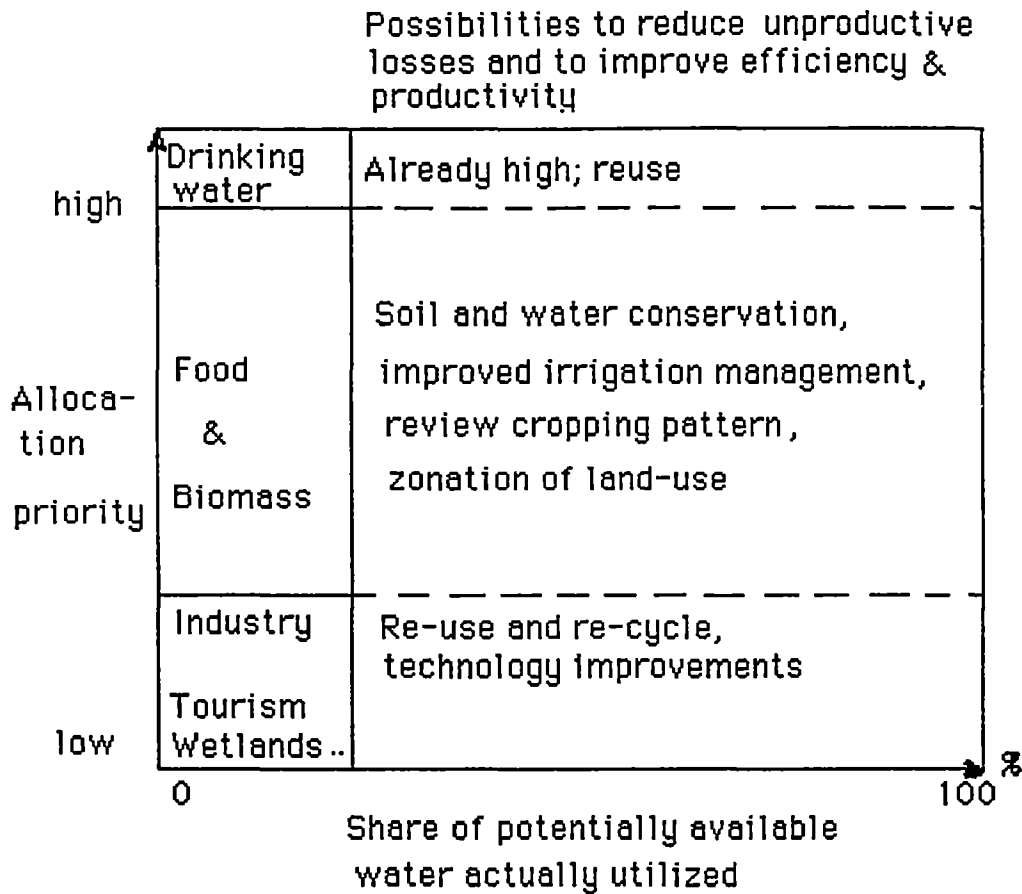 Possibilities to reduce unproductive
losses and to improve efficiency &
productivity
high
Drinking
water
Already high; reuse
Alloca-
tion
priority
Food
&
Biomass
Soil and water conservation,
improved irrigation management,
review cropping pattern,
zonation of land-use
Industry
Re-use and re-cycle,
technology improvements
low
Tourism
Wetlands..
0
100
%
Share of potentially available
water actually utilized